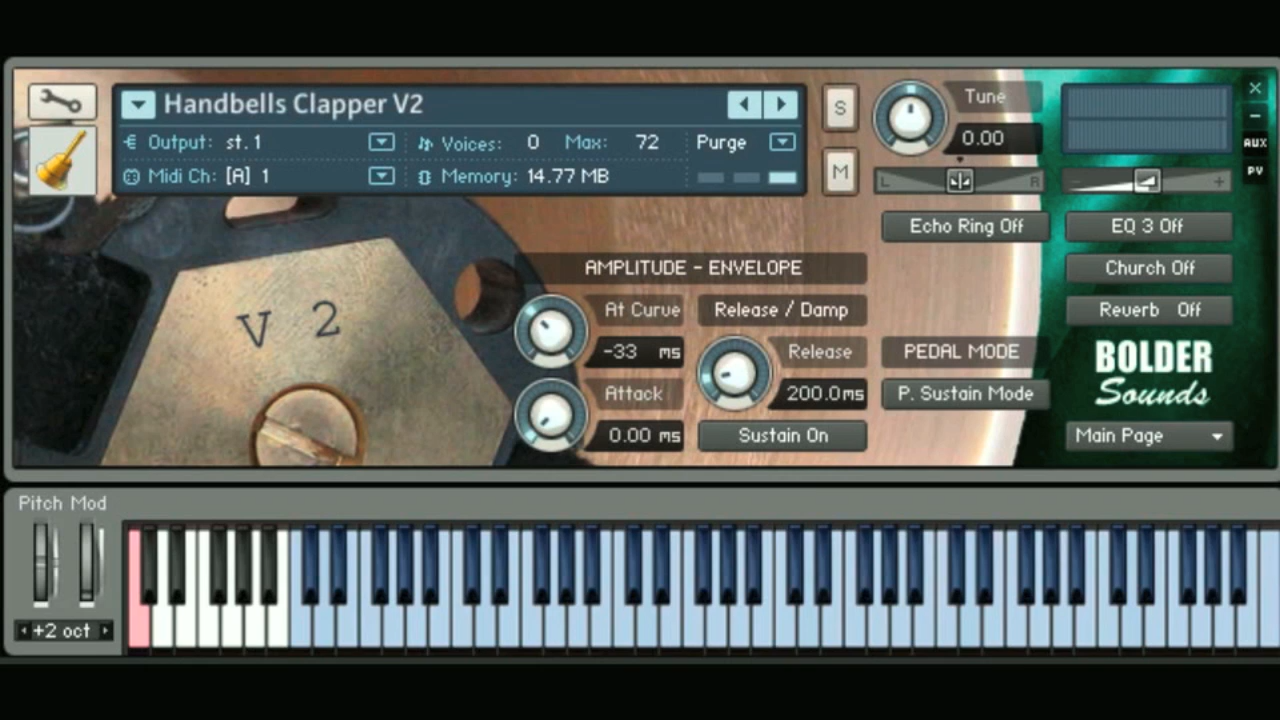 Handbells Clapper V2
Output: st. 1
Voices: 0 Max: 72
Purge
Midi Ch: [A] 1
Memory: 14.77 MB
S
M
Tune
0.00
L R
- +
×
-
AUX
PV
Echo Ring Off
EQ 3 Off
Church Off
Reverb Off
V 2
AMPLITUDE - ENVELOPE
At Curve
-33 ms
Attack
0.00 ms
Release / Damp
Release
200.0ms
Sustain On
PEDAL MODE
P. Sustain Mode
BOLDER
Sounds
Main Page
Pitch Mod
+2 oct